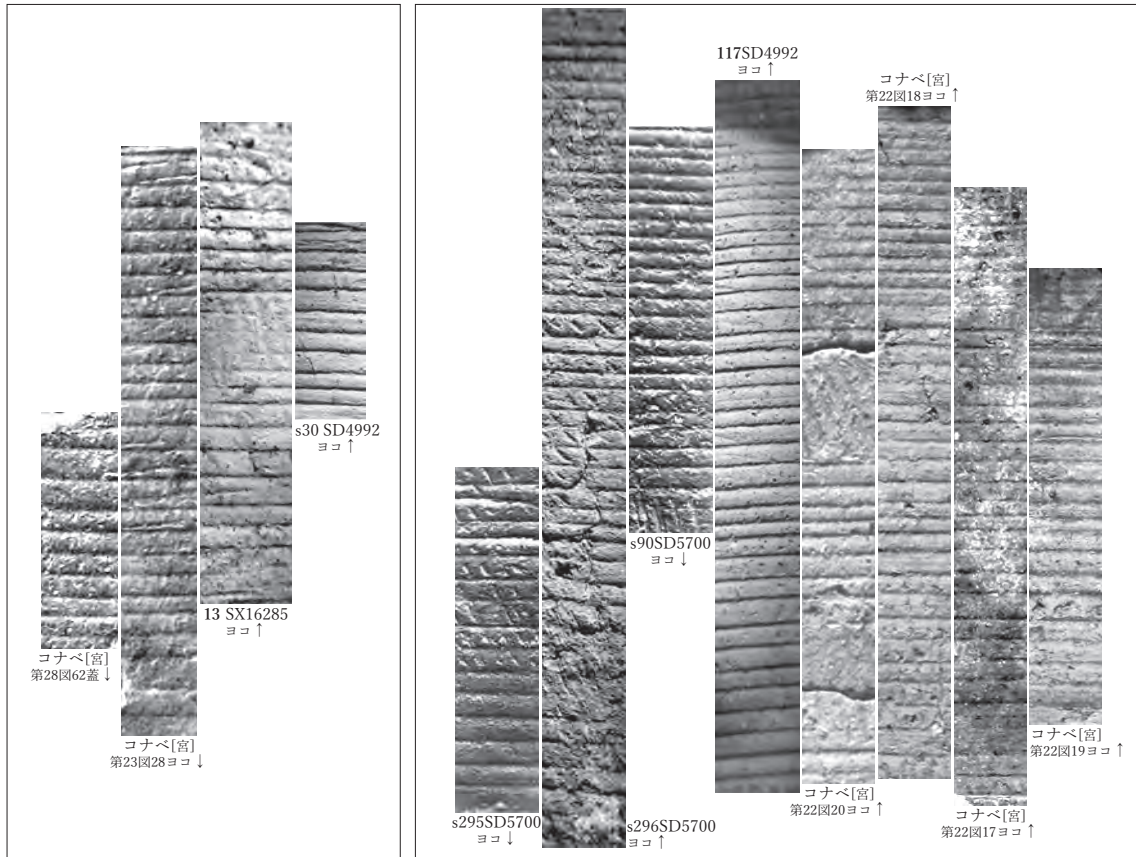 コナベ[宮]
第28図62蓋↓
コナベ[宮]
第23図28ヨコ↓
13 SX16285
ヨコ↑
s30 SD4992
ヨコ↑
s295SD5700
ヨコ↓
s296SD5700
ヨコ↑
s90SD5700
ヨコ↓
117SD4992
ヨコ↑
コナベ[宮]
第22図20ヨコ↑
コナベ[宮]
第22図18ヨコ↑
コナベ[宮]
第22図17ヨコ↑
コナベ[宮]
第22図19ヨコ↑